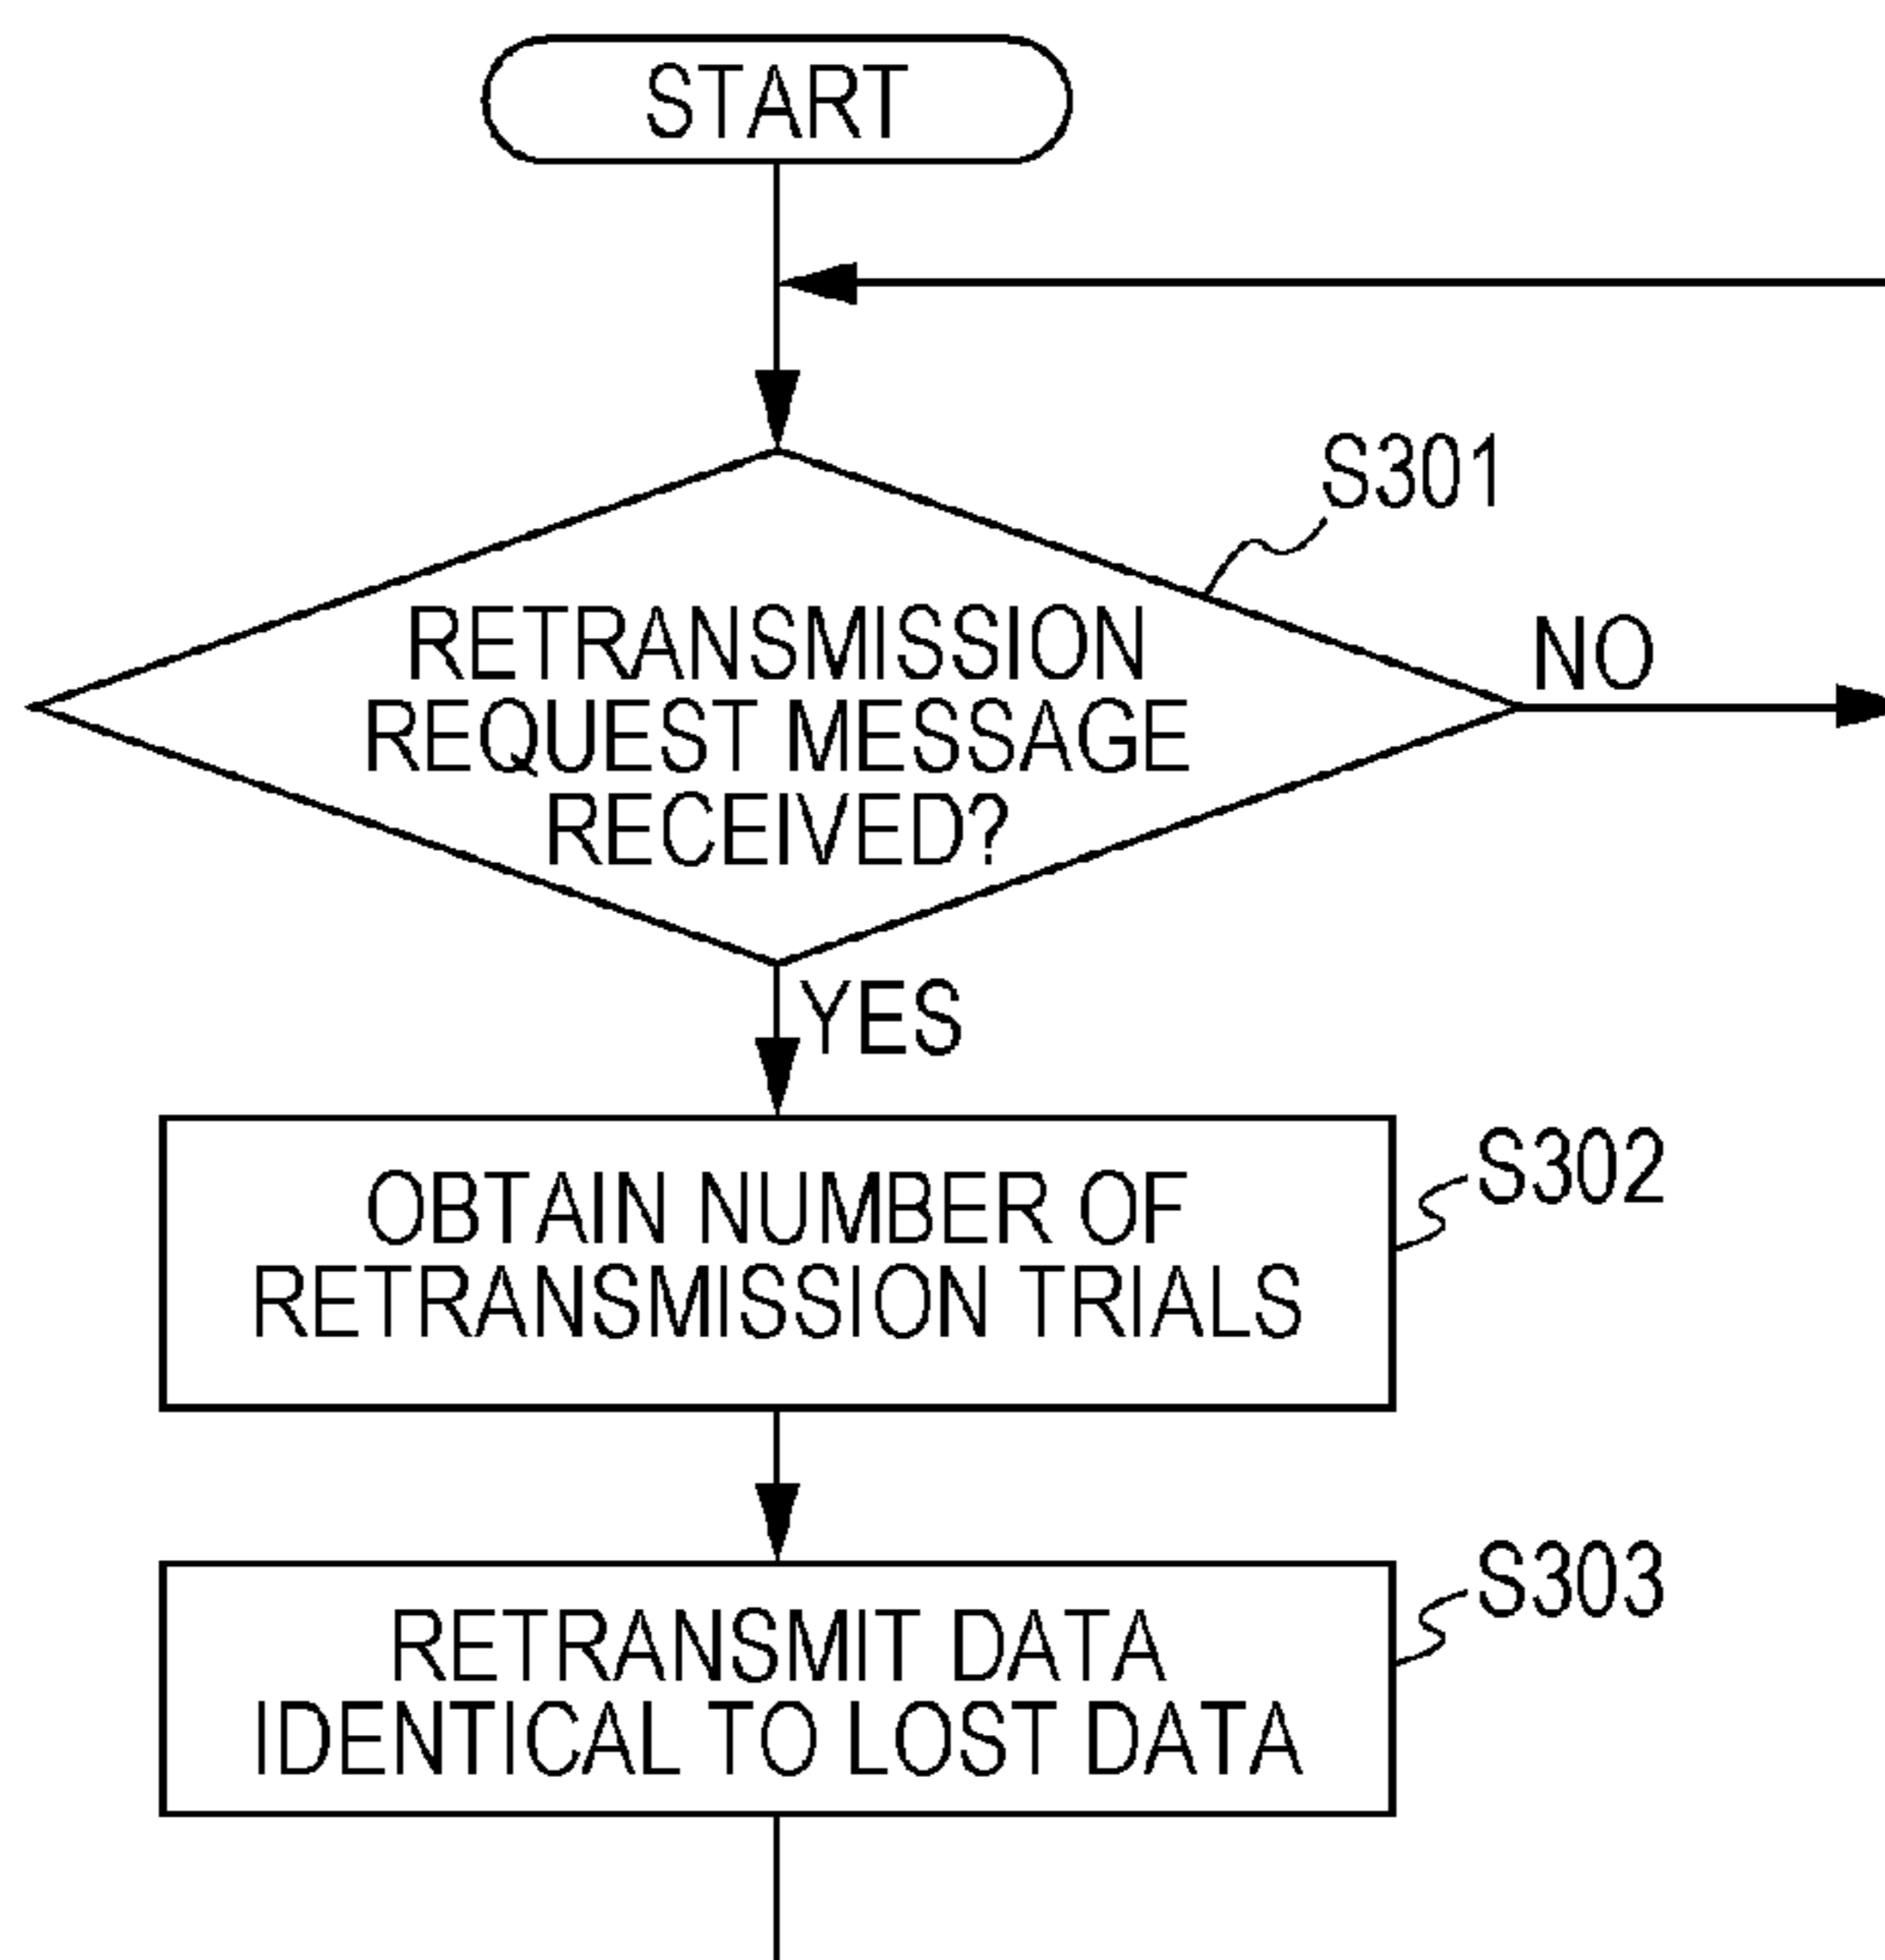 START
S301
RETRANSMISSION
REQUEST MESSAGE
RECEIVED?
NO
YES
OBTAIN NUMBER OF
RETRANSMISSION TRIALS
S302
RETRANSMIT DATA
IDENTICAL TO LOST DATA
S303